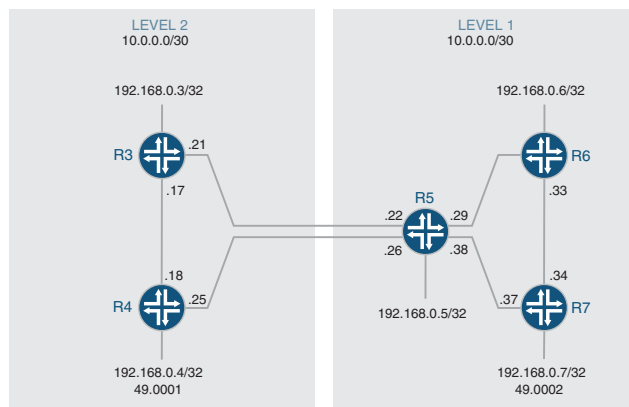 LEVEL 2
10.0.0.0/30
LEVEL 1
10.0.0.0/30
192.168.0.3/32
192.168.0.6/32
R3
.21
.17
R6
.33
R5
.22
.29
.26
.38
.18
.25
R4
.34
.37
R7
192.168.0.5/32
192.168.0.4/32
49.0001
192.168.0.7/32
49.0002